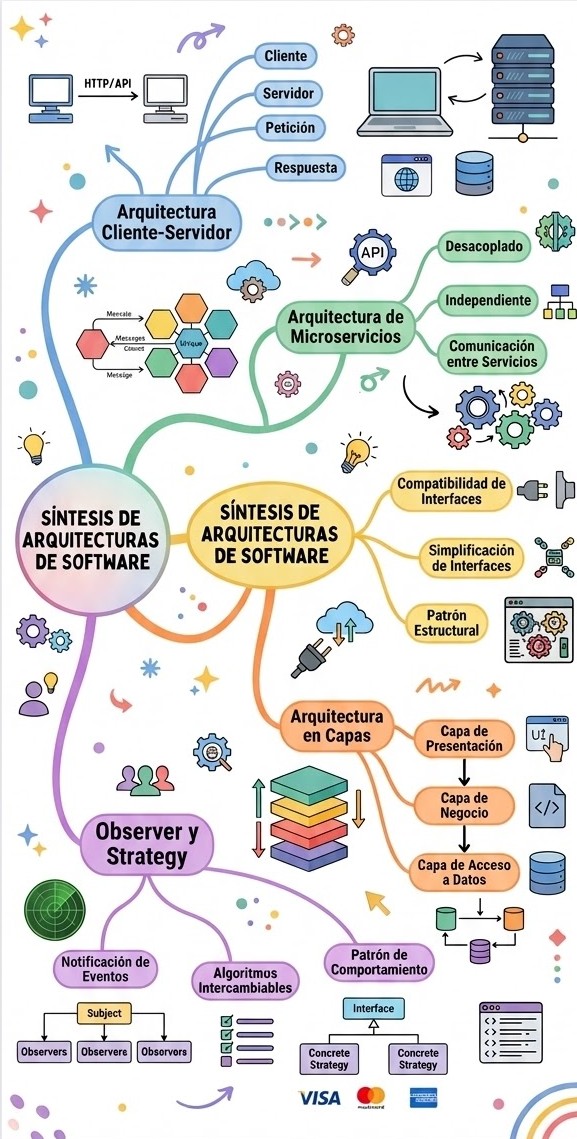 HTTP/API
Cliente
Servidor
Petición
Respuesta
Arquitectura
Cliente-Servidor
API
Desacoplado
Independiente
Comunicación
entre Servicios
Arquitectura de
Microservicios
Messages
SÍNTESIS DE
ARQUITECTURAS
DE SOFTWARE
SÍNTESIS DE
ARQUITECTURAS
DE SOFTWARE
Compatibilidad de
Interfaces
Simplificación
de Interfaces
Patrón
Estructural
Arquitectura
en Capas
Capa de
Presentación
Capa de
Negocio
</>
Capa de Acceso
a Datos
Observer y
Strategy
Notificación de
Eventos
Algoritmos
Intercambiables
Patrón de
Comportamiento
Subject
Observers
Observere
Obsorvors
Interface
Concrete
Strategy
Concrete
Strategy
VISA